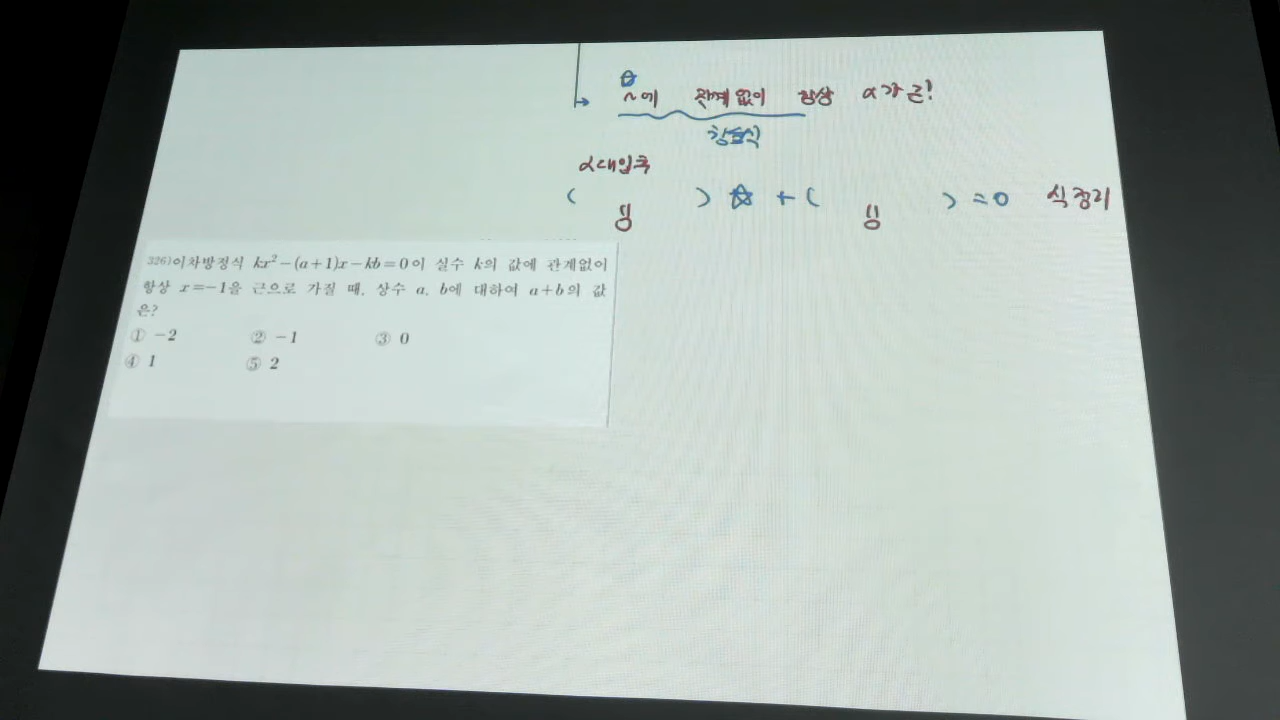 ☆
~에 관계없이 항상 α가 근!
항등식
α대입후
( ) ☆ + ( ) = 0 식정리
0 0
326) 이차방정식 kx²-(a+1)x-kb=0이 실수 k의 값에 관계없이
항상 x=-1을 근으로 가질 때, 상수 a, b에 대하여 a+b의 값
은?
① -2 ② -1 ③ 0
④ 1 ⑤ 2